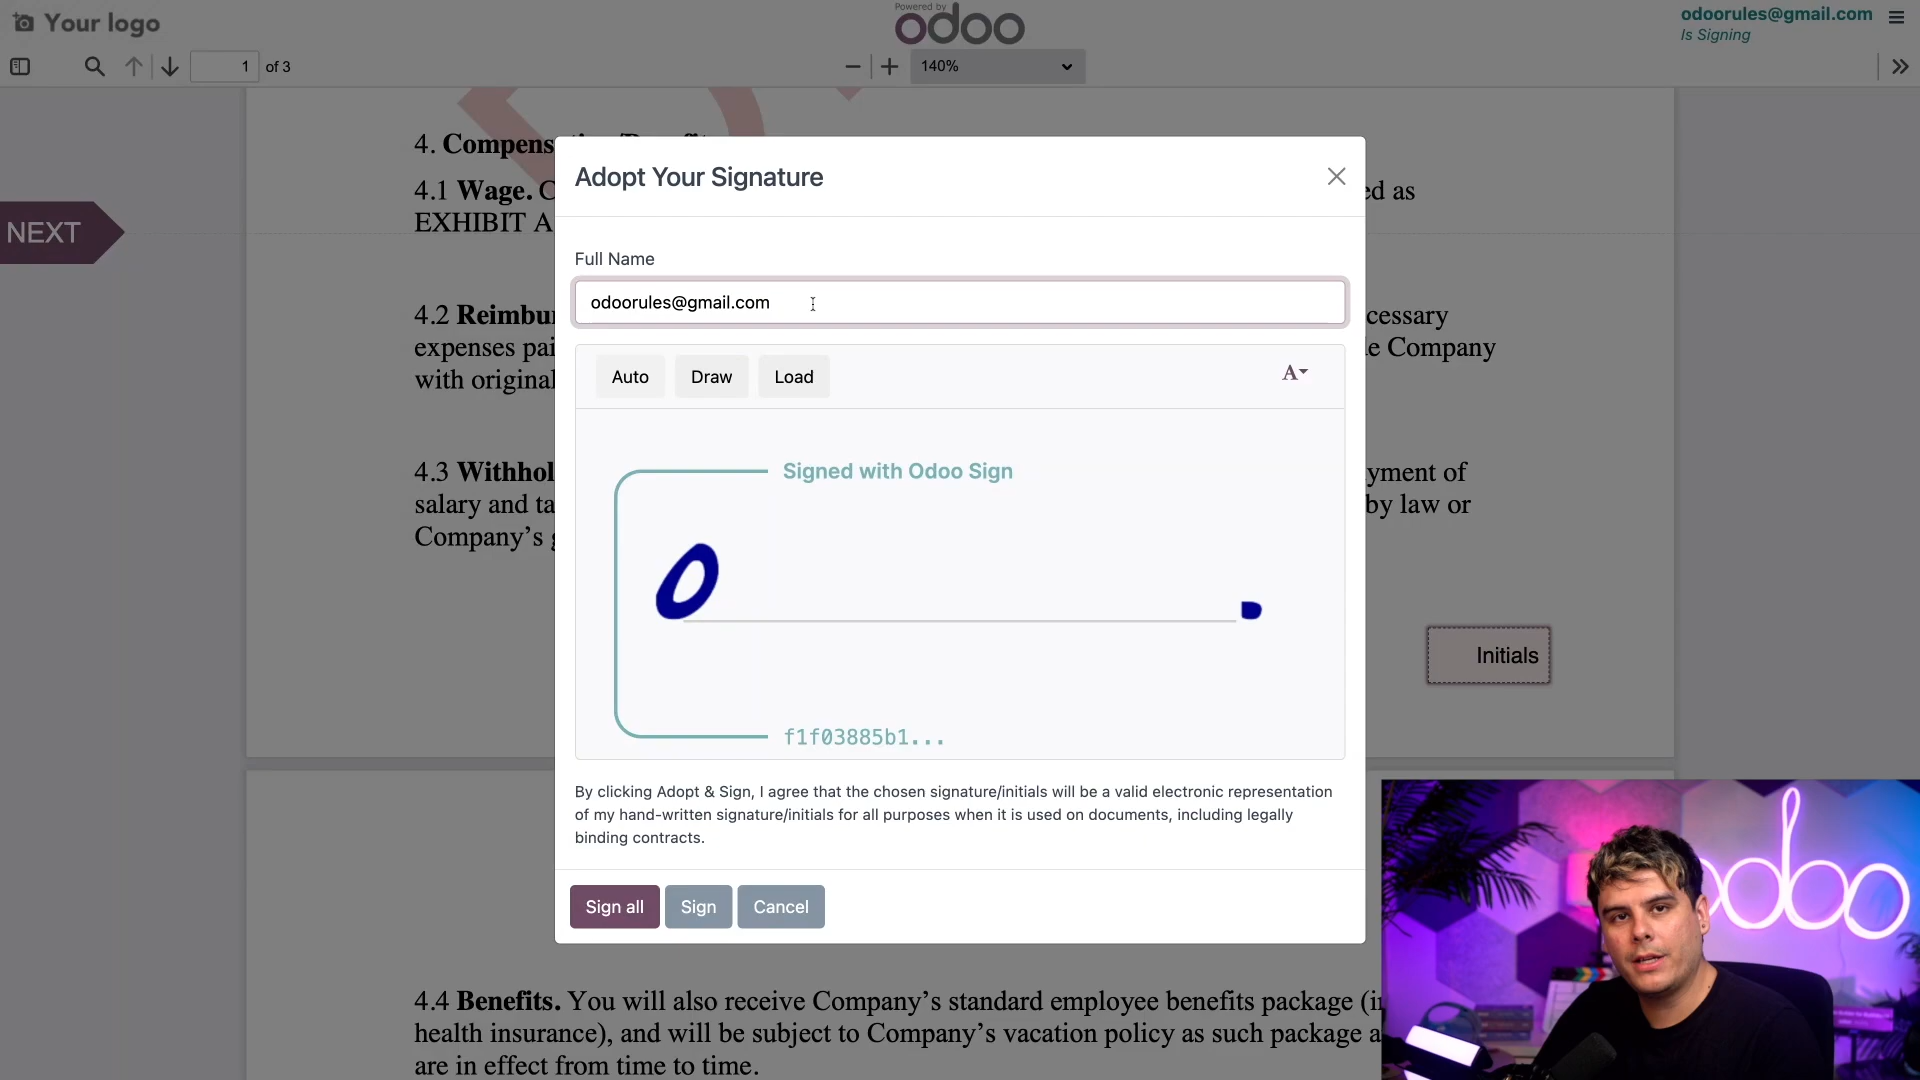 Your logo
Powered by
odoo
odoorules@gmail.com
Is Signing
1 of 3
140%
4. Compens
4.1 Wage. C
ed as
EXHIBIT A
NEXT
4.2 Reimbu
cessary
expenses pai
e Company
with original
4.3 Withhol
yment of
salary and ta
by law or
Company's g
Adopt Your Signature
Full Name
odoorules@gmail.com
Auto
Draw
Load
A
Signed with Odoo Sign
O .
f1f03885b1...
Initials
By clicking Adopt & Sign, I agree that the chosen signature/initials will be a valid electronic representation
of my hand-written signature/initials for all purposes when it is used on documents, including legally
binding contracts.
Sign all
Sign
Cancel
4.4 Benefits. You will also receive Company's standard employee benefits package (i
health insurance), and will be subject to Company's vacation policy as such package a
are in effect from time to time.
odoo